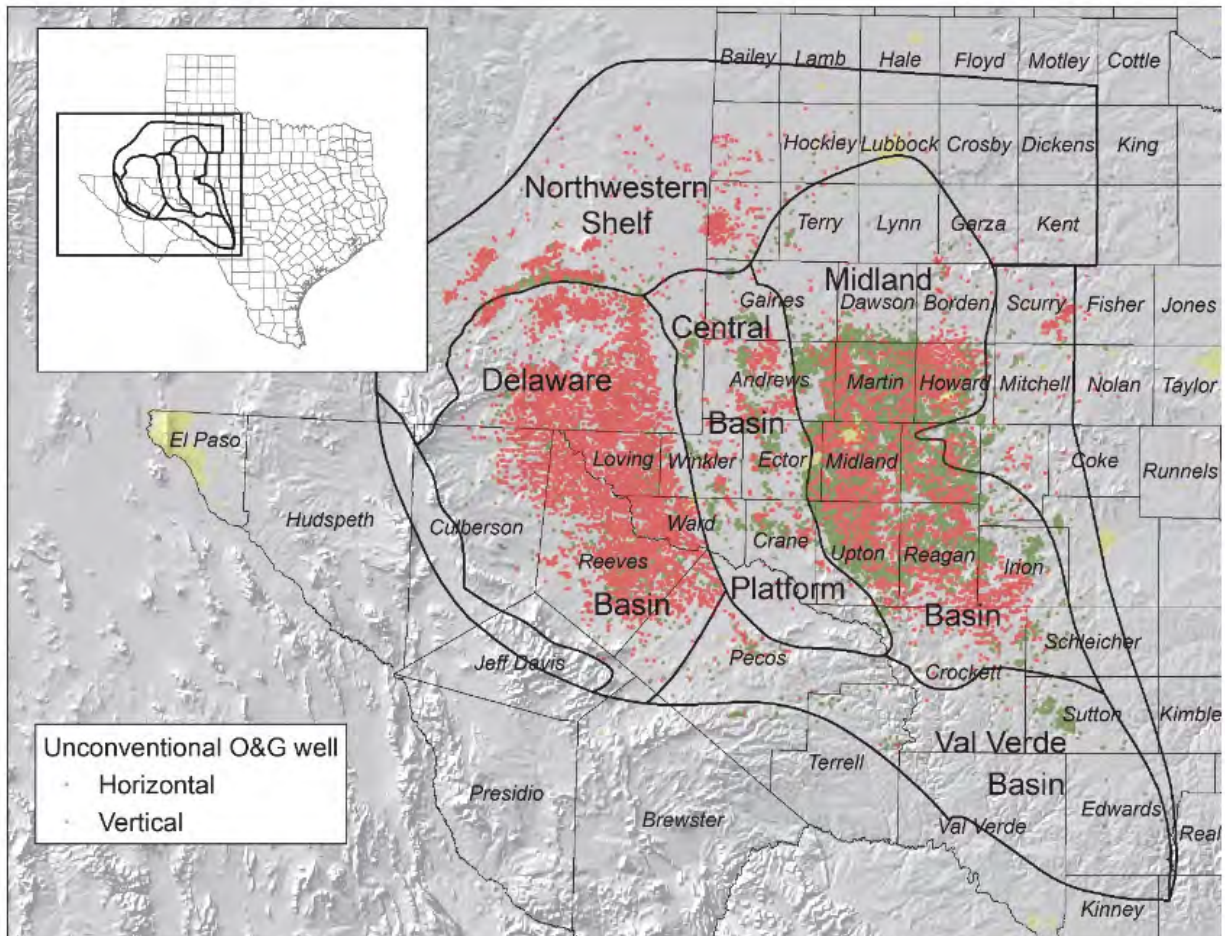 Bailey Lamb Hale Floyd Motley Cottle
Hockley Lubbock Crosby Dickens King
Northwestern
Shelf
Terry Lynn Garza Kent
Midland
Gaines Dawson Borden Scurry Fisher Jones
Central
Delaware
Andrews Martin Howard Mitchell Nolan Taylor
Basin
El Paso
Loving Winkler Ector Midland Coke Runnels
Hudspeth Culberson Ward Crane
Reeves Upton Reagan Irion
Basin Platform Basin
Jeff Davis Pecos Schleicher
Crockett
Sutton Kimble
Val Verde
Terrell
Basin
Presidio Brewster Val Verde Edwards Real
Kinney
Unconventional O&G well
Horizontal
Vertical